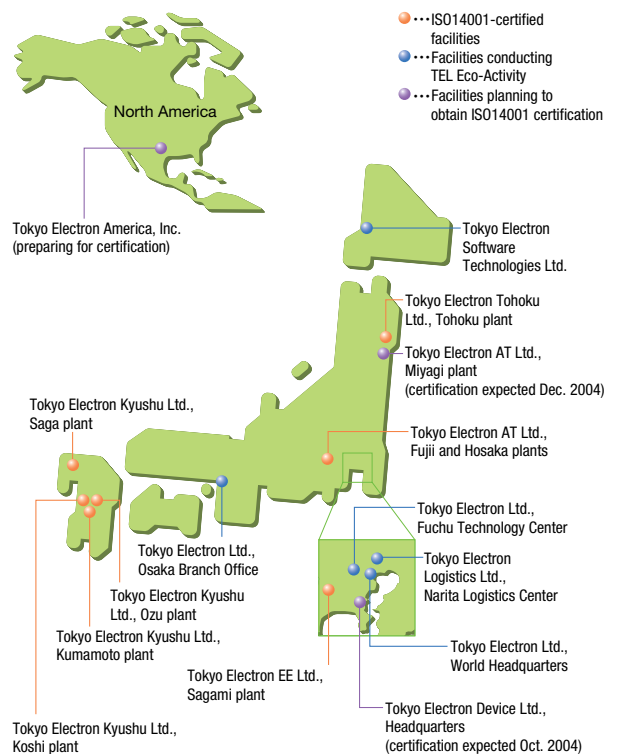 •••ISO14001-certified
facilities
•••Facilities conducting
TEL Eco-Activity
•••Facilities planning to
obtain ISO14001 certification
North America
Tokyo Electron America, Inc.
(preparing for certification)
Tokyo Electron
Software
Technologies Ltd.
Tokyo Electron Tohoku
Ltd., Tohoku plant
Tokyo Electron AT Ltd.,
Miyagi plant
(certification expected Dec. 2004)
Tokyo Electron Kyushu Ltd.,
Saga plant
Tokyo Electron AT Ltd.,
Fujii and Hosaka plants
Tokyo Electron Ltd.,
Fuchu Technology Center
Tokyo Electron Ltd.,
Osaka Branch Office
Tokyo Electron
Logistics Ltd.,
Narita Logistics Center
Tokyo Electron Kyushu
Ltd., Ozu plant
Tokyo Electron Kyushu Ltd.,
Kumamoto plant
Tokyo Electron Ltd.,
World Headquarters
Tokyo Electron EE Ltd.,
Sagami plant
Tokyo Electron Device Ltd.,
Headquarters
(certification expected Oct. 2004)
Tokyo Electron Kyushu Ltd.,
Koshi plant